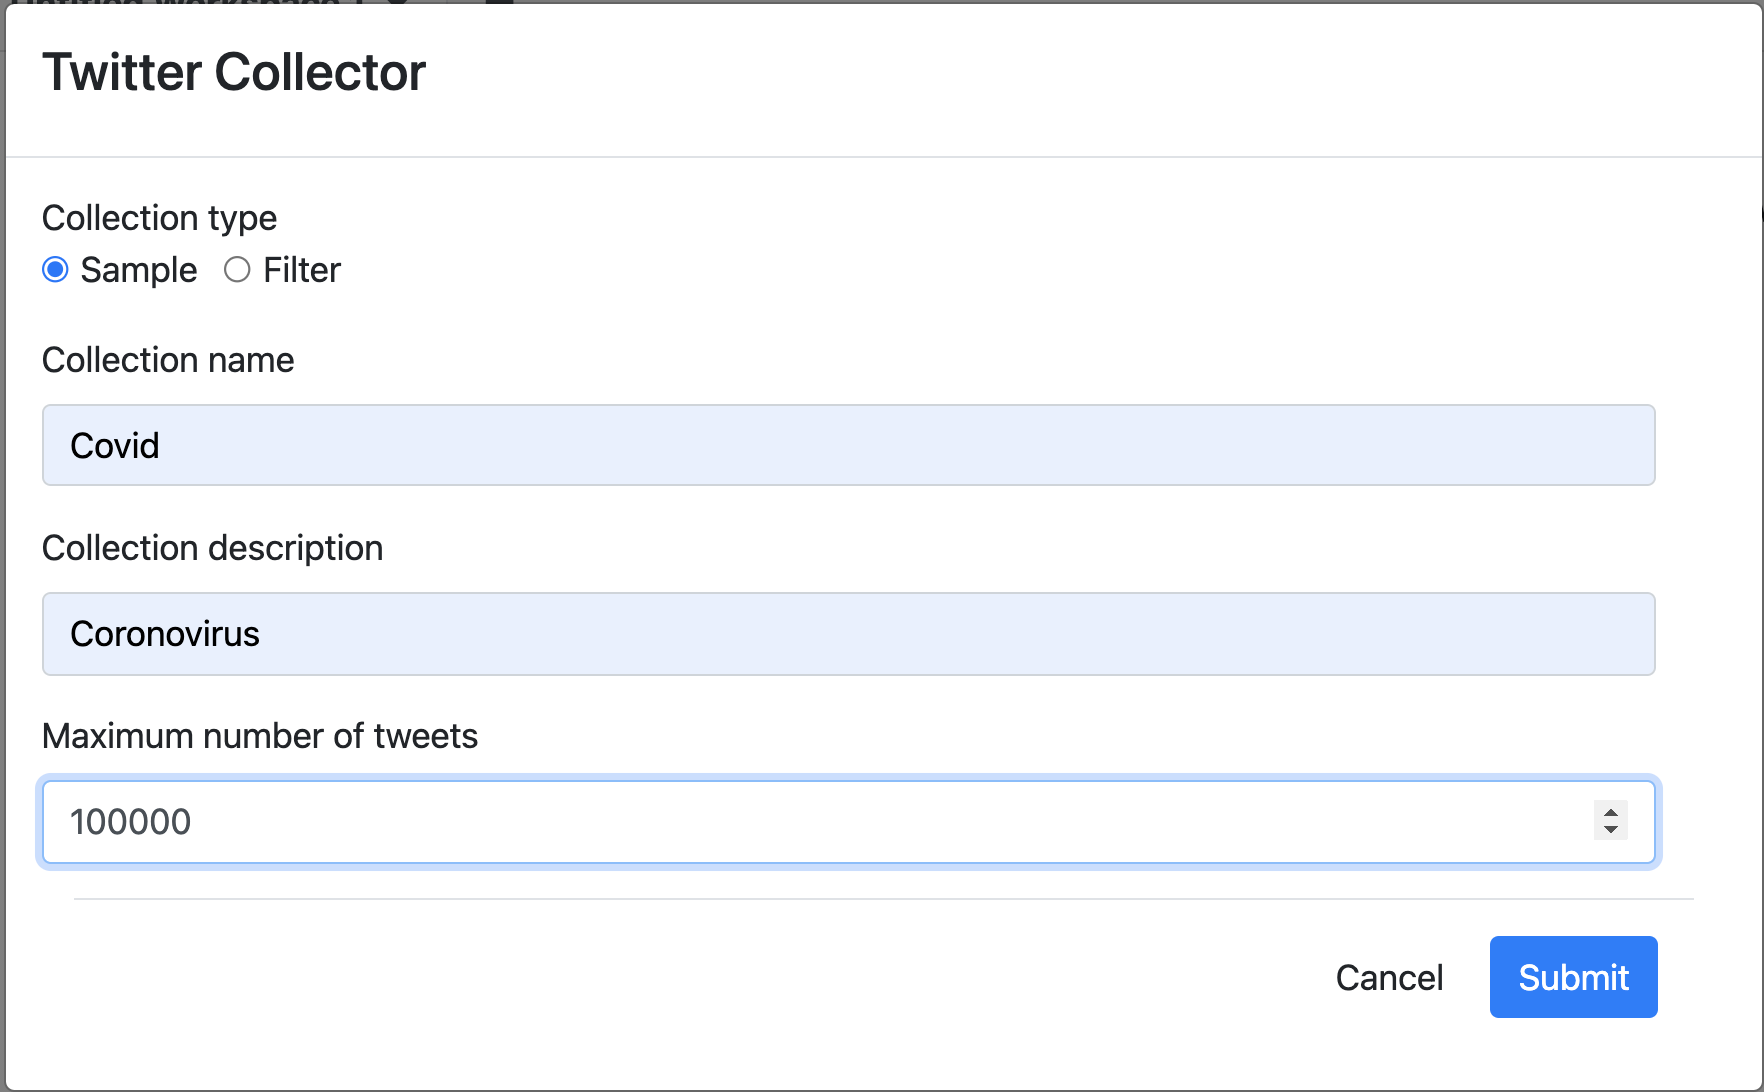 Twitter Collector
Collection type
Sample Filter
Collection name
Covid
Collection description
Coronovirus
Maximum number of tweets
100000
Cancel Submit